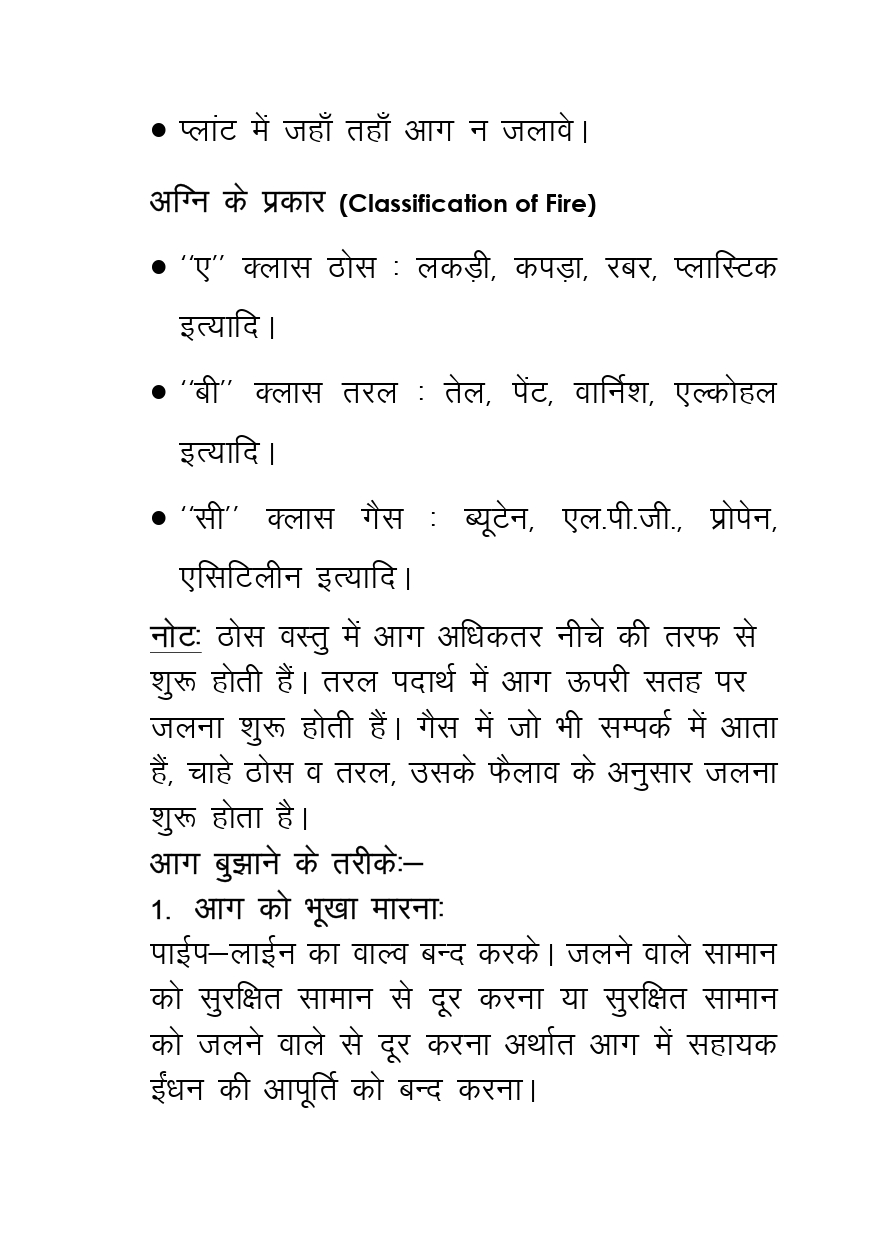 • प्लांट में जहाँ तहाँ आग न जलावे।
अग्नि के प्रकार (Classification of Fire)
• ‘‘ए’’ क्लास ठोस : लकड़ी, कपड़ा, रबर, प्लास्टिक
इत्यादि।
• ‘‘बी’’ क्लास तरल : तेल, पेंट, वार्निश, एल्कोहल
इत्यादि।
• ‘‘सी’’ क्लास गैस : ब्यूटेन, एल.पी.जी., प्रोपेन,
एसिटिलीन इत्यादि।
नोटः ठोस वस्तु में आग अधिकतर नीचे की तरफ से
शुरू होती हैं। तरल पदार्थ में आग ऊपरी सतह पर
जलना शुरू होती हैं। गैस में जो भी सम्पर्क में आता
हैं, चाहे ठोस व तरल, उसके फैलाव के अनुसार जलना
शुरू होता है।
आग बुझाने के तरीकेः–
1. आग को भूखा मारनाः
पाईप–लाईन का वाल्व बन्द करके। जलने वाले सामान
को सुरक्षित सामान से दूर करना या सुरक्षित सामान
को जलने वाले से दूर करना अर्थात आग में सहायक
ईंधन की आपूर्ति को बन्द करना।